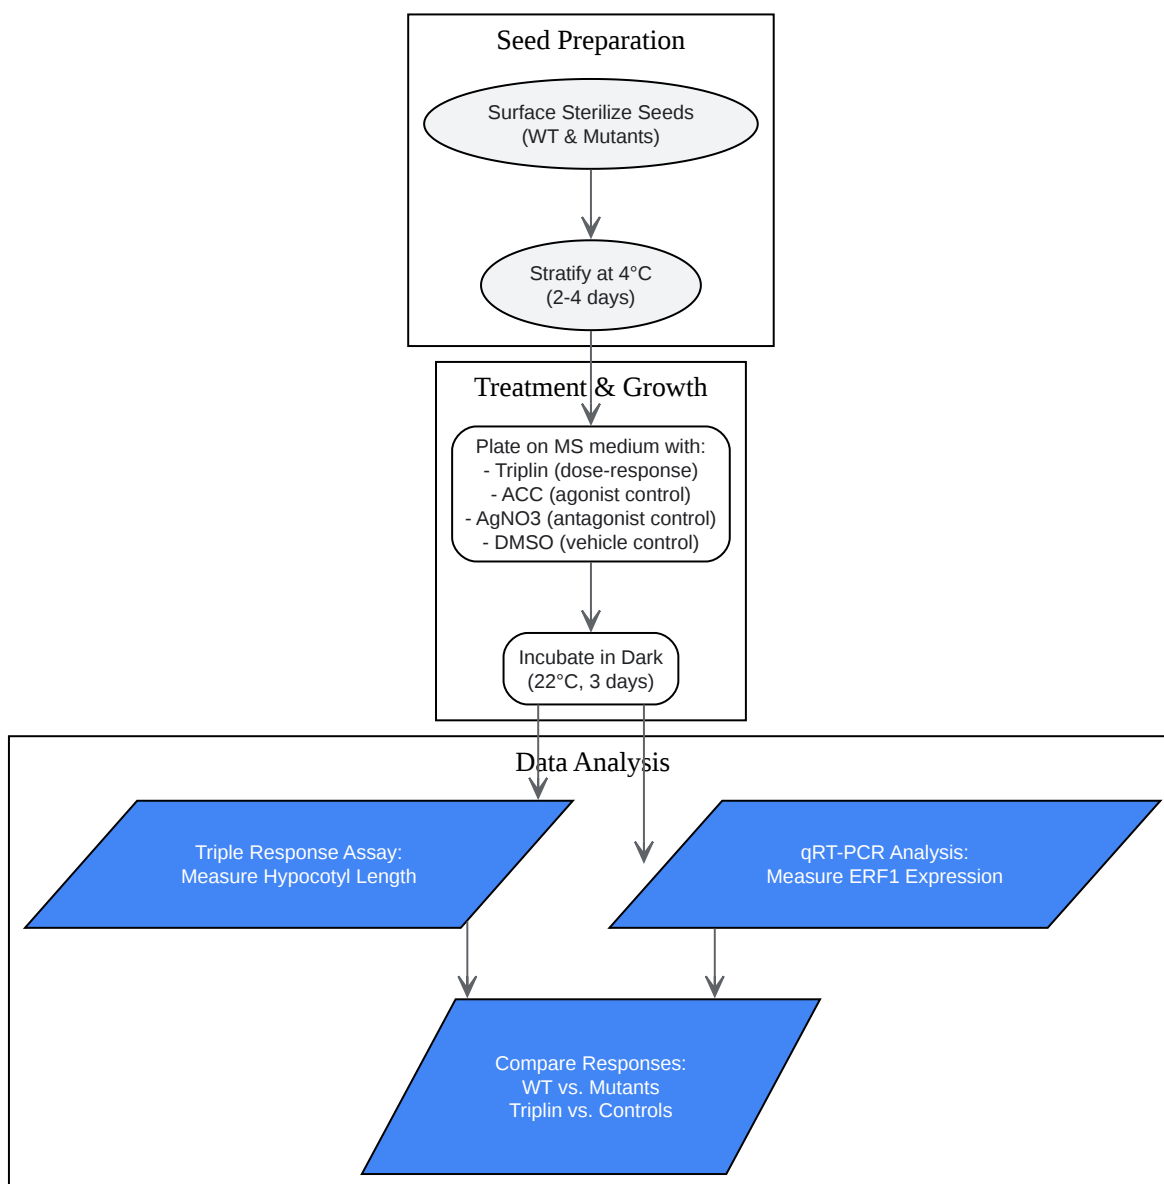 Seed Preparation
Surface Sterilize Seeds
(WT & Mutants)
Stratify at 4°C
(2-4 days)
Treatment & Growth
Plate on MS medium with:
- Triplin (dose-response)
- ACC (agonist control)
- AgNO3 (antagonist control)
- DMSO (vehicle control)
Incubate in Dark
(22°C, 3 days)
Data Analysis
Triple Response Assay:
Measure Hypocotyl Length
qRT-PCR Analysis:
Measure ERF1 Expression
Compare Responses:
WT vs. Mutants
Triplin vs. Controls